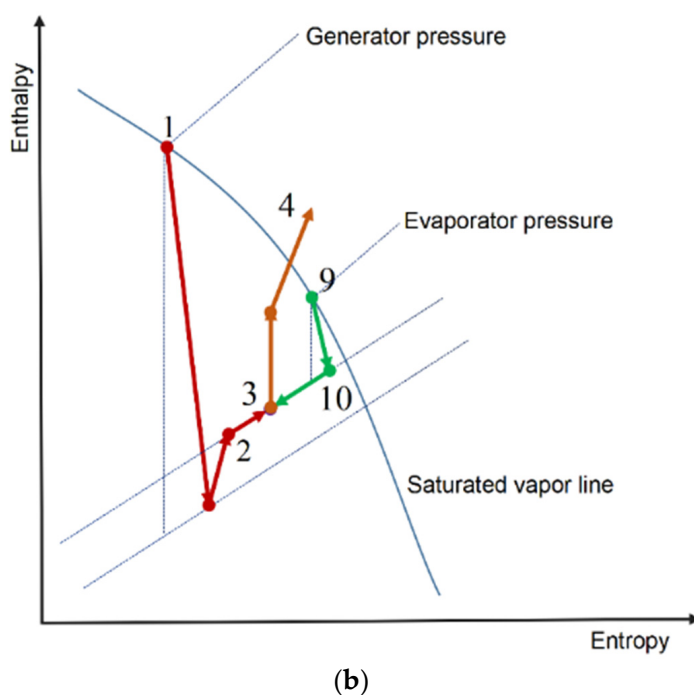 Generator pressure
Enthalpy
1
4
Evaporator pressure
9
3
10
2
Saturated vapor line
Entropy
(b)